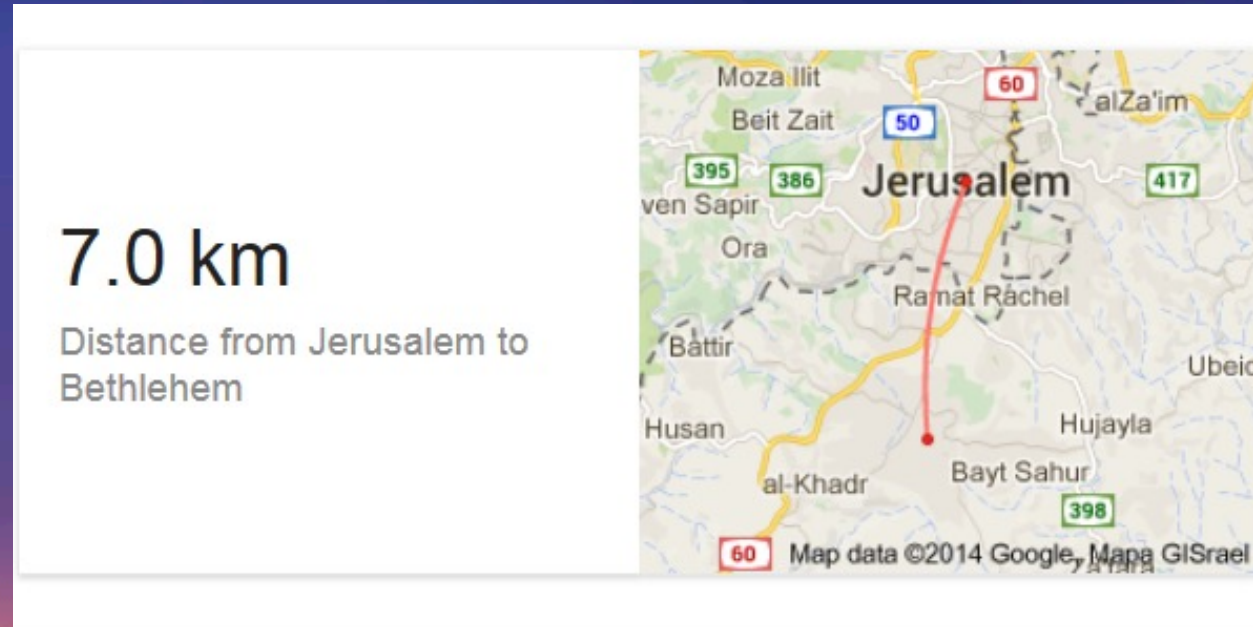 7.0 km
Distance from Jerusalem to
Bethlehem
Moza Ilit
60
alZa'im
Beit Zait
50
395
386
Jerusalem
417
ven Sapir
Ora
Ramat Rachel
Battir
Ubeid
Husan
Hujayla
al-Khadr
Bayt Sahur
398
60
Map data ©2014 Google, Mapa GISrael